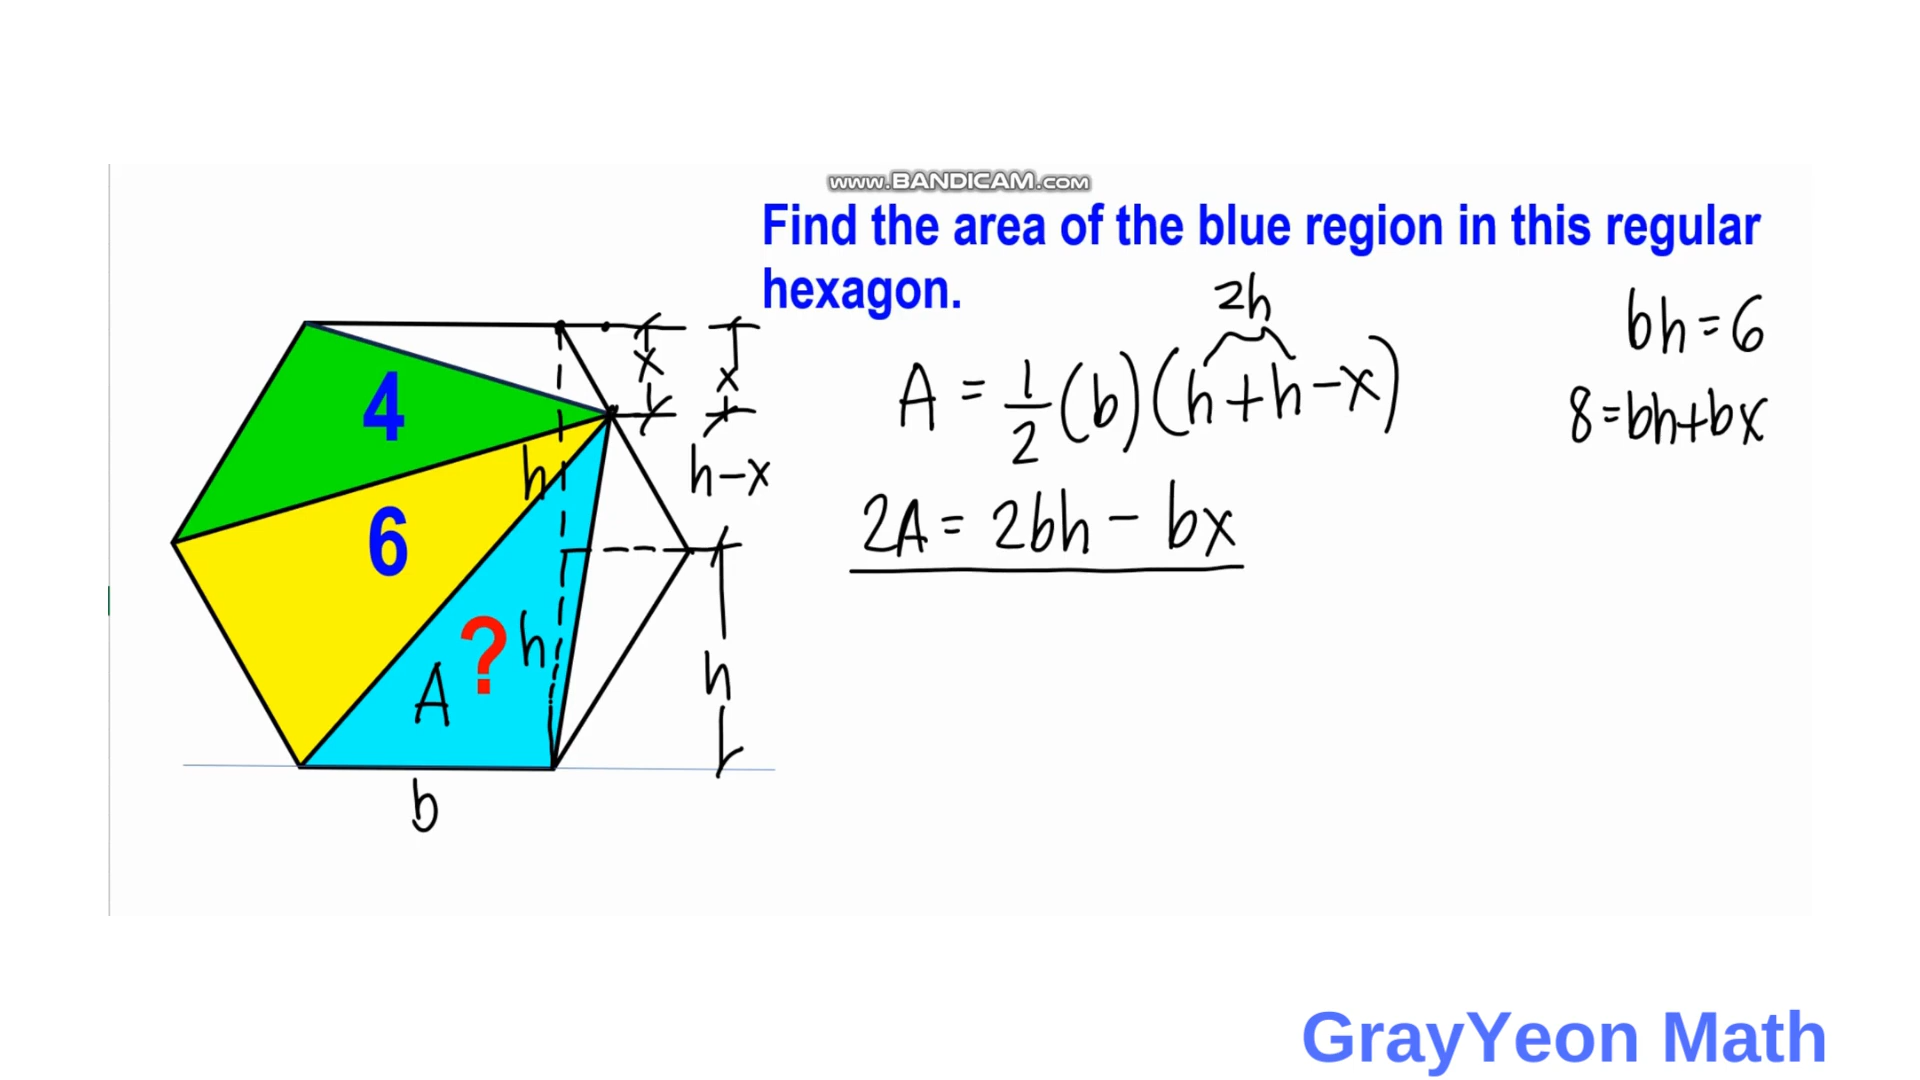 www.BANDICAM.com
Find the area of the blue region in this regular
hexagon.
2h
bh = 6
A = 1/2 (b)(h+h-x)
8 = bh+bx
2A = 2bh - bx
4
6
?
A
h
h
b
x
x
h-x
h
GrayYeon Math